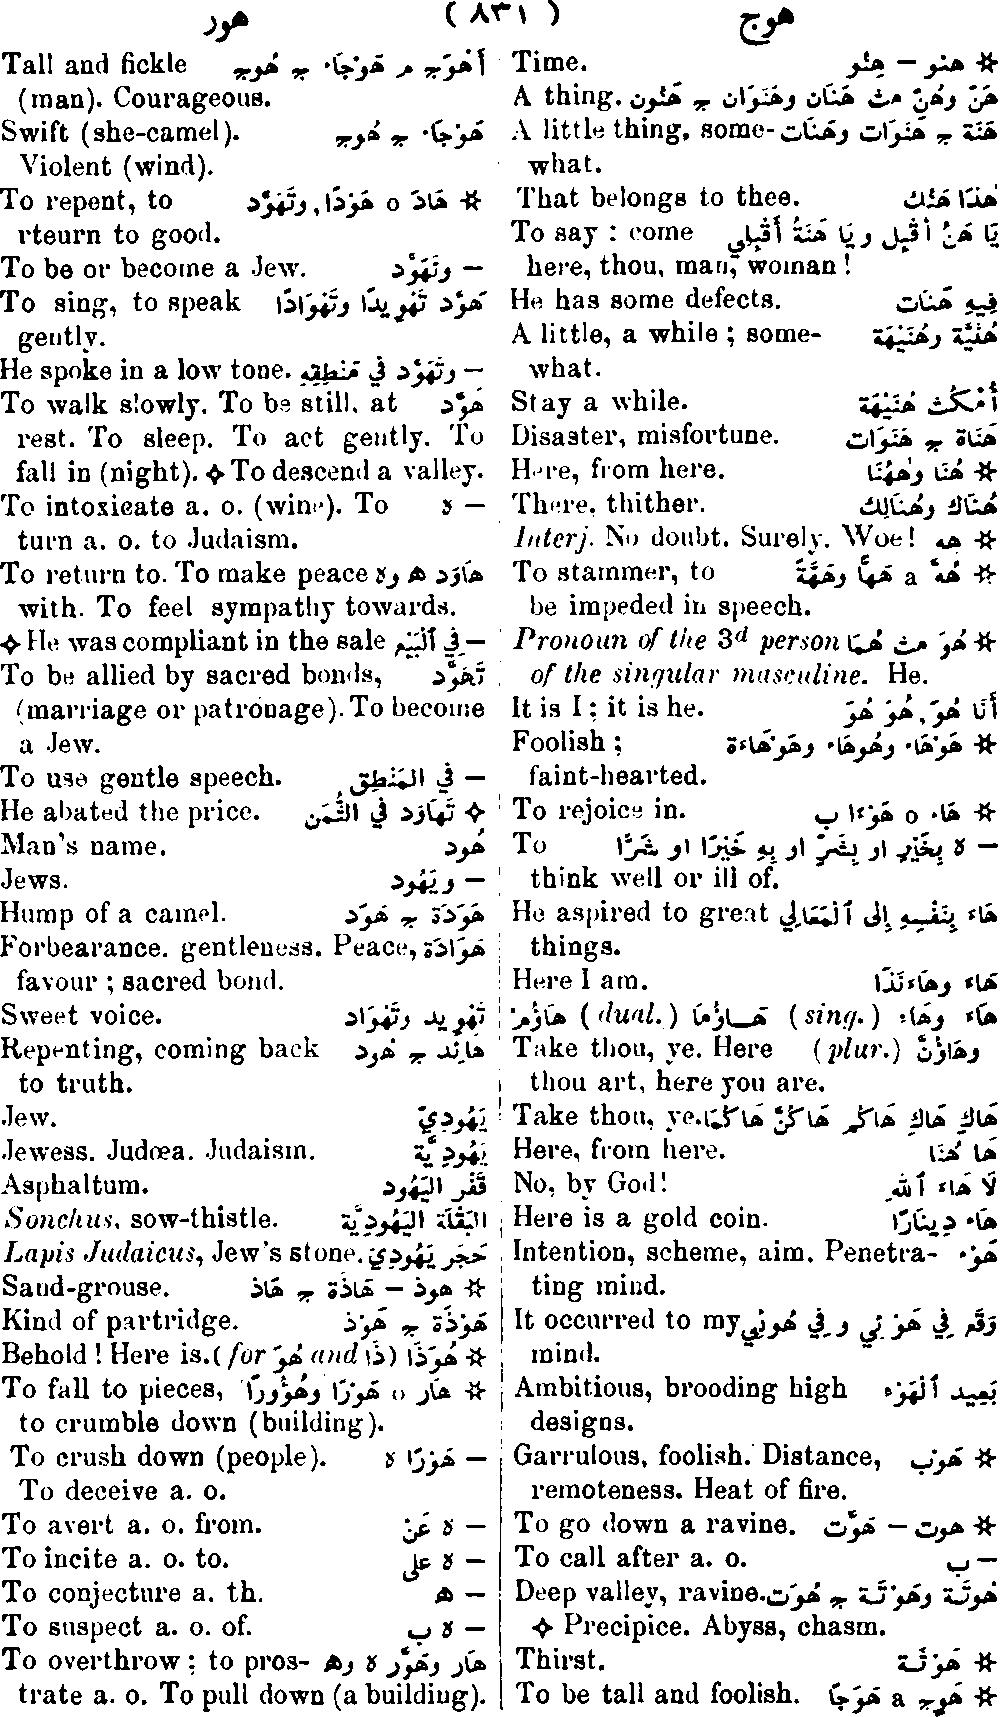 هوج ( ٨٣١ ) هور
Time. هنو — هِنْو ✲
A thing. هَنٌ وهُنٌ مث هَنَان وهَنَوَان ج هَنُون
A little thing, some- هَنَة ج هَنَوَات وهَنَات
what.
That belongs to thee. هٰذَا هَنُك
To say : come يَا هَنُ أَقْبِل ويَا هَنَةُ أَقْبِلِي
here, thou, man, woman !
He has some defects. فِيهِ هَنَات
A little, a while ; some- هُنَيَّة وهُنَيْهَة
what.
Stay a while. أُمْكُث هُنَيْهَة
Disaster, misfortune. هَنَاة ج هَنَوَات
Here, from here. هُنَا وهٰهُنَا ✲
There, thither. هُنَاك وهُنَالِك
Interj. No doubt. Surely. Woe ! هه ✲
To stammer, to هَهَّ a هَهًّا وهَهَّةً ✲
be impeded in speech.
Pronoun of the 3d person هُوَ مث هُمَا ✲
of the singular masculine. He.
It is I ; it is he. أَنَا هُوَ, هُوَ هُوَ
Foolish ; هَوْهَاء وهُوهَاء وهَوْهَاءَة ✲
faint-hearted.
To rejoice in. هَاء o هَوْءًا ب ✲
To — ه بِخَيْرٍ او بِشَرٍّ او بِهِ خَيْرًا او شَرًّا
think well or ill of.
He aspired to great هَاء بِنَفْسِهِ إِلى ٱلْمَعَالِي
things.
Here I am. هَاء وهَاءَنَذَا
هَاءَ وهَاءِ (sing.) هَــاؤُمَا (dual.) هَاؤُمْ
Take thou, ye. Here (plur.) وهَاؤُنَّ
thou art, here you are.
Take thou, ye. هَاكَ هَاكِ هَاكُم هَاكُنَّ هَاكُمَا
Here, from here. هَا هُنَا
No, by God ! لَا هَاءَ ٱللهِ
Here is a gold coin. هَاء دِينَارًا
Intention, scheme, aim. Penetra- هَوْء
ting mind.
It occurred to my وَقَع فِي هَوْئِي وفِي هُوئِي
mind.
Ambitious, brooding high بَعِيد ٱلْهَوْء
designs.
Garrulous, foolish. Distance, هَوْب ✲
remoteness. Heat of fire.
To go down a ravine. هوت — هَوَّت ✲
To call after a. o. — ب
Deep valley, ravine. هُوتَة وهَوْتَة ج هُوَت
❖ Precipice. Abyss, chasm.
Thirst. هَوْثَة ✲
To be tall and foolish. هَوِج a هَوَجًا ✲
Tall and fickle أَهْوَج م هَوْجَاء ج هُوج
(man). Courageous.
Swift (she-camel). هَوْجَاء ج هُوج
Violent (wind).
To repent, to هَادَ o هَوْدًا, وتَهَوَّد ✲
rteurn to good.
To be or become a Jew. — وتَهَوَّد
To sing, to speak هَوَّد تَهْوِيدًا وتَهْوَادًا
gently.
He spoke in a low tone. — وتَهَوَّد فِي مَنْطِقِهِ
To walk slowly. To be still, at هَوَّد
rest. To sleep. To act gently. To
fall in (night). ❖ To descend a valley.
To intoxicate a. o. (wine). To — ه
turn a. o. to Judaism.
To return to. To make peace هَاوَد ه وه
with. To feel sympathy towards.
❖ He was compliant in the sale — فِي ٱلْبَيْع
To be allied by sacred bonds, تَهَوَّد
(marriage or patronage). To become
a Jew.
To use gentle speech. — فِي المَنْطِق
He abated the price. تَهَاوَد فِي الثَّمَن ❖
Man's name. هُود
Jews. — ويَهُود
Hump of a camel. هَوَدَة ج هَوَد
Forbearance, gentleness. Peace, هَوَادَة
favour ; sacred bond.
Sweet voice. تَهْوِيد وتَهْوَاد
Repenting, coming back هَائِد ج هُود
to truth.
Jew. يَهُودِيّ
Jewess. Judœa. Judaism. يَهُودِيَّة
Asphaltum. قَفْر اليَهُود
Sonchus, sow-thistle. البَقْلَة اليَهُودِيَّة
Lapis Judaicus, Jew's stone. حَجَر يَهُودِيّ
Sand-grouse. هوذ — هَاذَة ج هَاذ ✲
Kind of partridge. هَوْذَة ج هَوْذ
Behold ! Here is. (for هُوَ and ذَا) هُوَذَا ✲
To fall to pieces, هَار o هَوْرًا وهُؤُورًا ✲
to crumble down (building).
To crush down (people). — هَوْرًا ه
To deceive a. o.
To avert a. o. from. — ه عَنْ
To incite a. o. to. — ه على
To conjecture a. th. — ه
To suspect a. o. of. — ه ب
To overthrow ; to pros- هَار وهَوَّر ه وه
trate a. o. To pull down (a building).